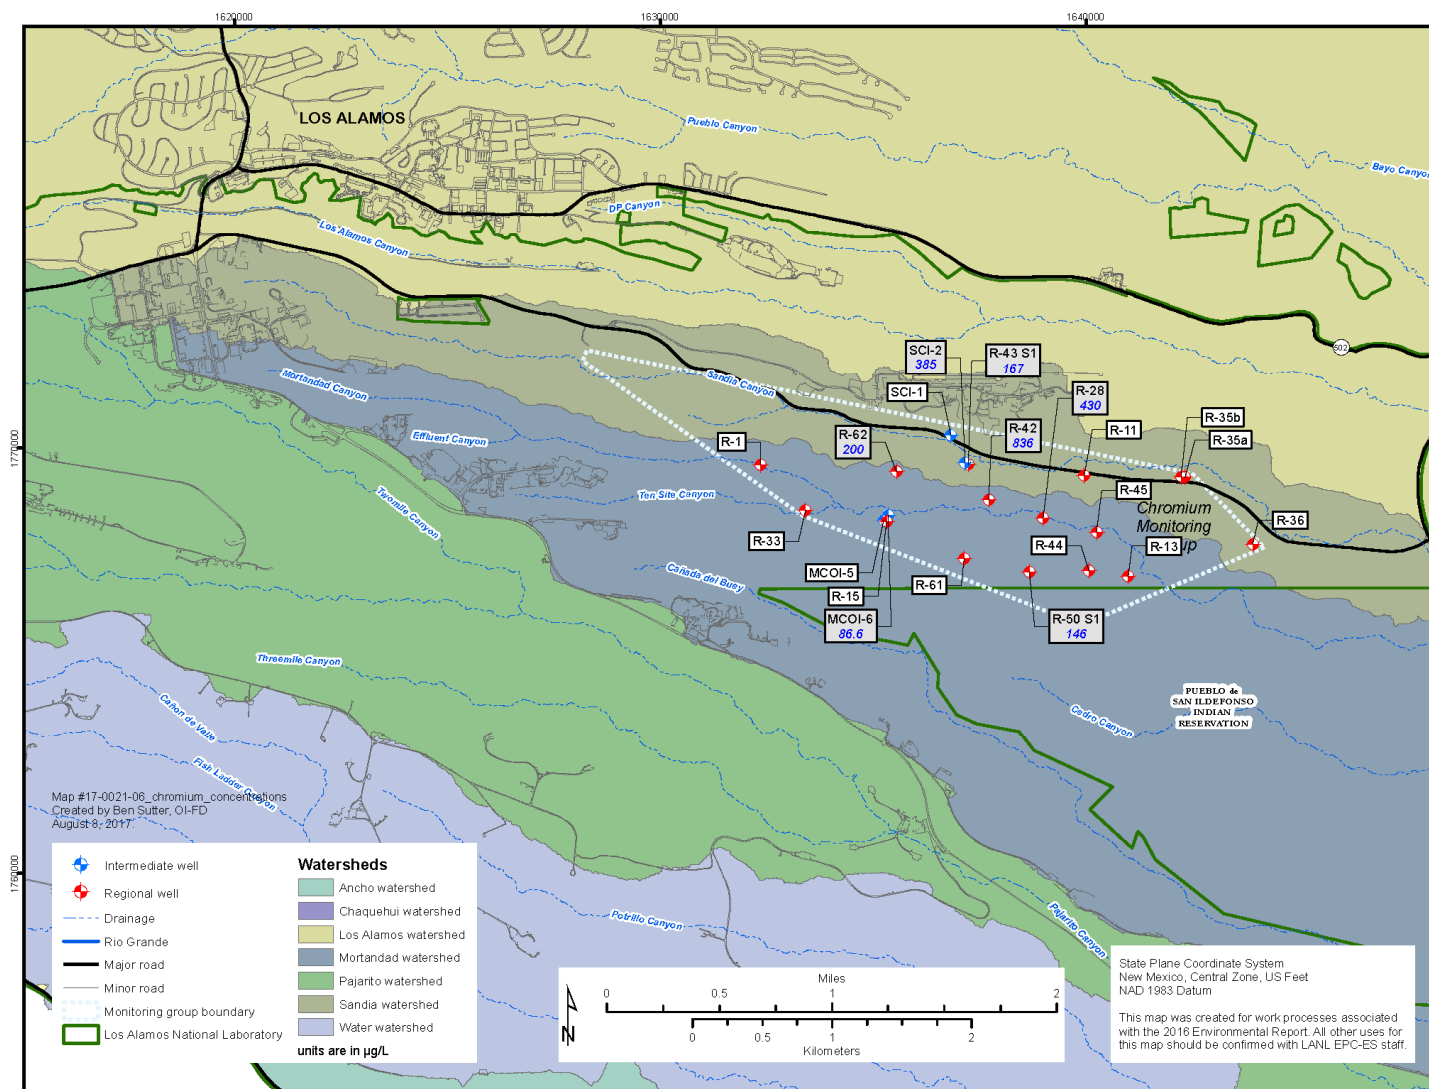 1620000
1630000
1640000
LOS ALAMOS
Pueblo Canyon
Bayo Canyon
DP Canyon
Los Alamos Canyon
502
SCI-2
385
R-43 S1
167
Sandia Canyon
Mortandad Canyon
SCI-1
R-28
430
R-35b
R-42
836
R-11
R-35a
Effluent Canyon
R-62
200
R-1
1770000
Ten Site Canyon
Twomile Canyon
R-45
Chromium
Monitoring
up
R-36
R-33
R-44
R-13
MCOI-5
R-61
Cañada del Buey
R-15
MCOI-6
86.6
R-50 S1
146
Threemile Canyon
PUEBLO de
SAN ILDEFONSO
INDIAN
RESERVATION
Cañon de Valle
Cedro Canyon
Fish Ladder Canyon
Map #17-0021-06_chromium_concentrations
Created by Ben Sutter, OI-FD
August 8, 2017.
1760000
Potrillo Canyon
Pajarito Canyon
Intermediate well
Regional well
Drainage
Rio Grande
Major road
Minor road
Monitoring group boundary
Los Alamos National Laboratory
Watersheds
Ancho watershed
Chaquehui watershed
Los Alamos watershed
Mortandad watershed
Pajarito watershed
Sandia watershed
Water watershed
units are in µg/L
N
Miles
0 0.5 1 2
0 0.5 1 2
Kilometers
State Plane Coordinate System
New Mexico, Central Zone, US Feet
NAD 1983 Datum
This map was created for work processes associated
with the 2016 Environmental Report. All other uses for
this map should be confirmed with LANL EPC-ES staff.